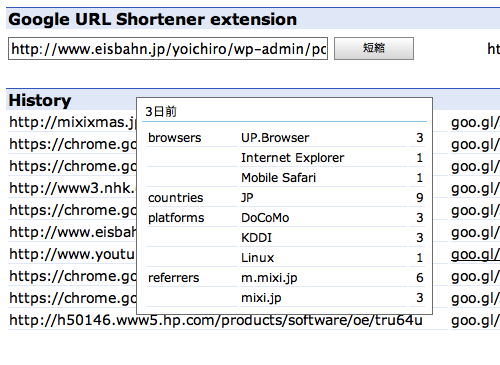 Google URL Shortener extension
http://www.eisbahn.jp/yoichiro/wp-admin/po 短縮 ht
History
http://mixixmas.jp goo.gl/
https://chrome.go goo.gl/
https://chrome.go goo.gl/
http://www3.nhk. goo.gl/
https://chrome.go goo.gl/
http://www.eisbah goo.gl/
http://www.youtu goo.gl/
https://chrome.go goo.gl/
https://chrome.go goo.gl/
http://h50146.www5.hp.com/products/software/oe/tru64u goo.gl/
3日前
browsers UP.Browser 3
Internet Explorer 1
Mobile Safari 1
countries JP 9
platforms DoCoMo 3
KDDI 3
Linux 1
referrers m.mixi.jp 6
mixi.jp 3